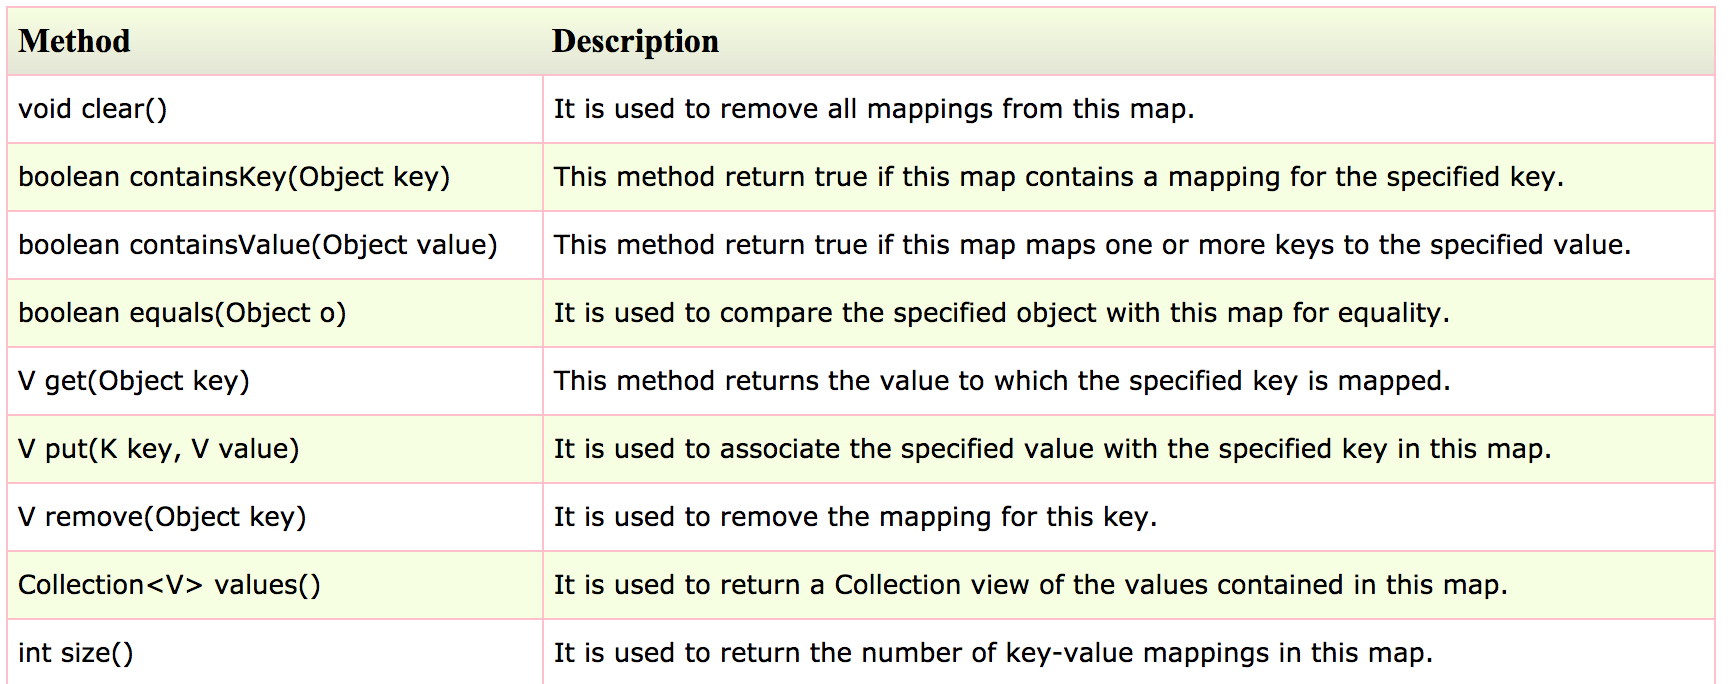 Method Description
void clear() It is used to remove all mappings from this map.
boolean containsKey(Object key) This method return true if this map contains a mapping for the specified key.
boolean containsValue(Object value) This method return true if this map maps one or more keys to the specified value.
boolean equals(Object o) It is used to compare the specified object with this map for equality.
V get(Object key) This method returns the value to which the specified key is mapped.
V put(K key, V value) It is used to associate the specified value with the specified key in this map.
V remove(Object key) It is used to remove the mapping for this key.
Collection<V> values() It is used to return a Collection view of the values contained in this map.
int size() It is used to return the number of key-value mappings in this map.